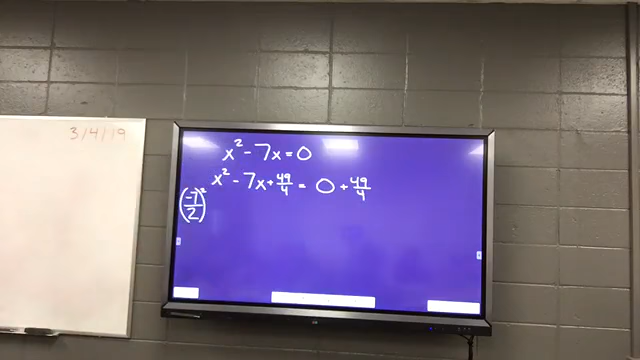 3/4/19
x² - 7x = 0
x² - 7x + 49/4 = 0 + 49/4
(-7/2)²